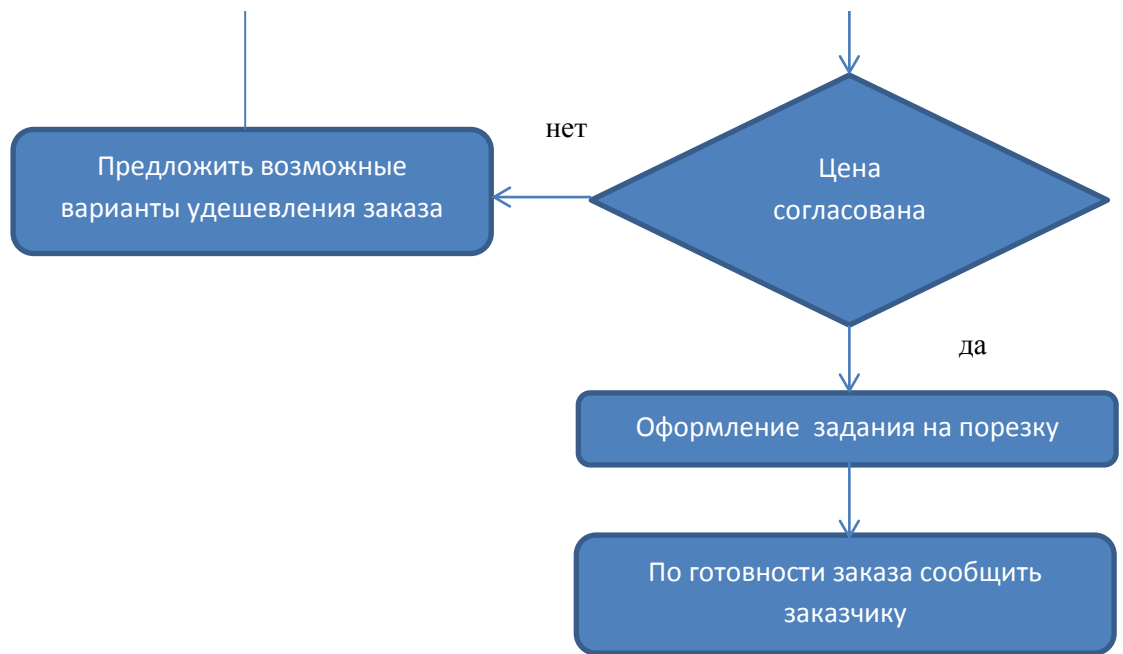 нет
Предложить возможные
варианты удешевления заказа
Цена
согласована
да
Оформление  задания на порезку
По готовности заказа сообщить
заказчику